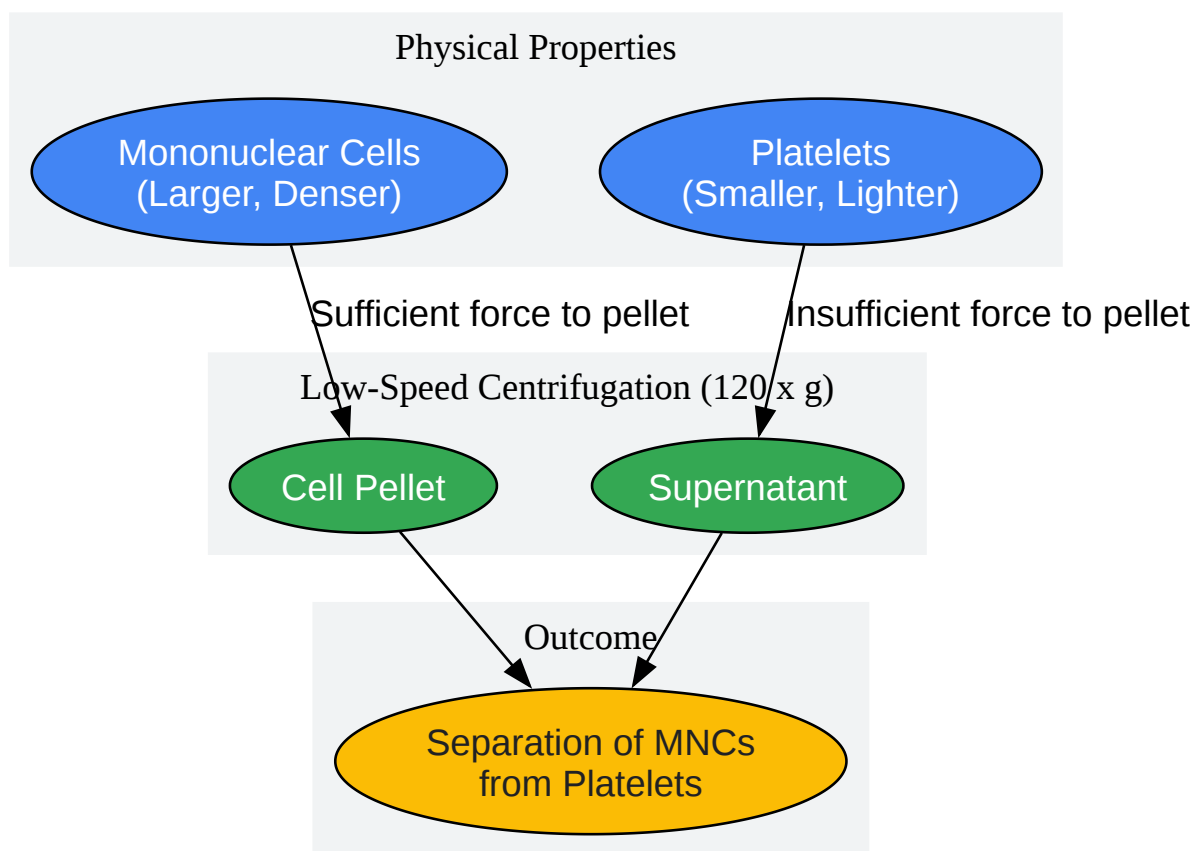 Physical Properties
Mononuclear Cells
(Larger, Denser)
Platelets
(Smaller, Lighter)
Sufficient force to pellet
Insufficient force to pellet
Low-Speed Centrifugation (120 x g)
Cell Pellet
Supernatant
Outcome
Separation of MNCs
from Platelets